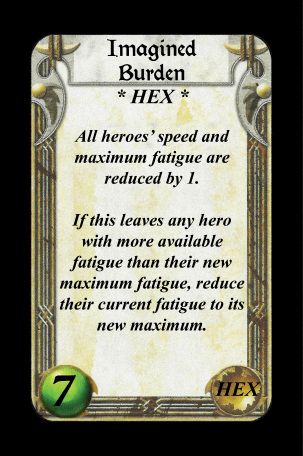 Imagined
Burden
* HEX *
All heroes' speed and
maximum fatigue are
reduced by 1.
If this leaves any hero
with more available
fatigue than their new
maximum fatigue, reduce
their current fatigue to its
new maximum.
7
HEX